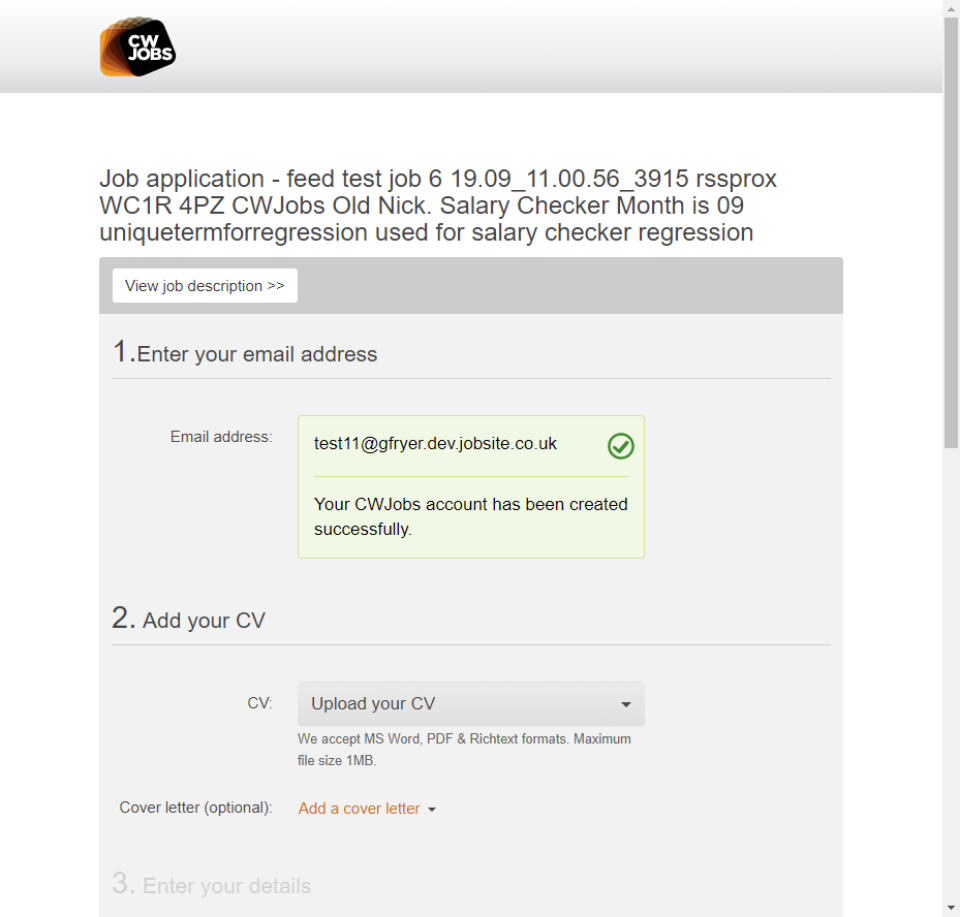 CW
JOBS
Job application - feed test job 6 19.09_11.00.56_3915 rssprox
WC1R 4PZ CWJobs Old Nick. Salary Checker Month is 09
uniquetermforregression used for salary checker regression
View job description >>
1.Enter your email address
Email address:
test11@gfryer.dev.jobsite.co.uk
Your CWJobs account has been created
successfully.
2. Add your CV
CV:
Upload your CV
We accept MS Word, PDF & Richtext formats. Maximum
file size 1MB.
Cover letter (optional):
Add a cover letter
3. Enter your details